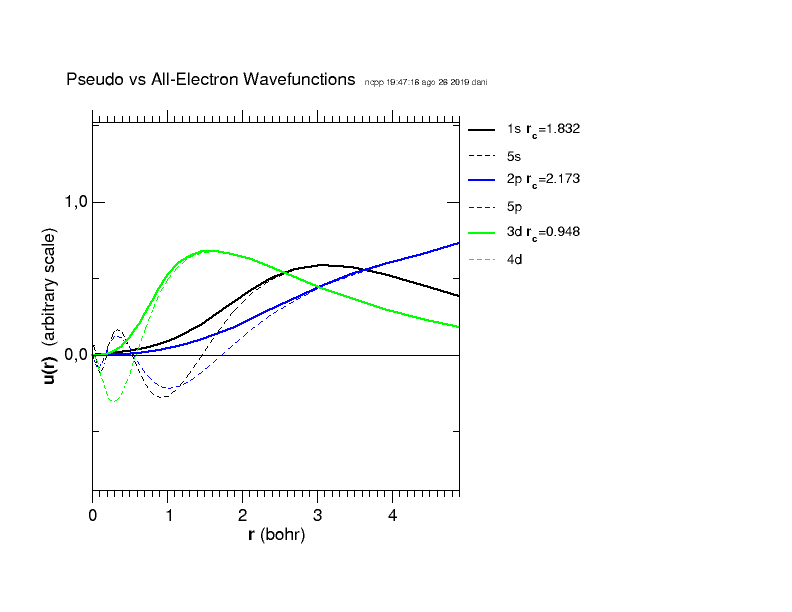 Pseudo vs All-Electron Wavefunctions ncpp 19:47:16 ago 26 2019 dani
1s rc=1.832
5s
2p rc=2.173
5p
3d rc=0.948
4d
1,0
0,0
u(r) (arbitrary scale)
0 1 2 3 4
r (bohr)